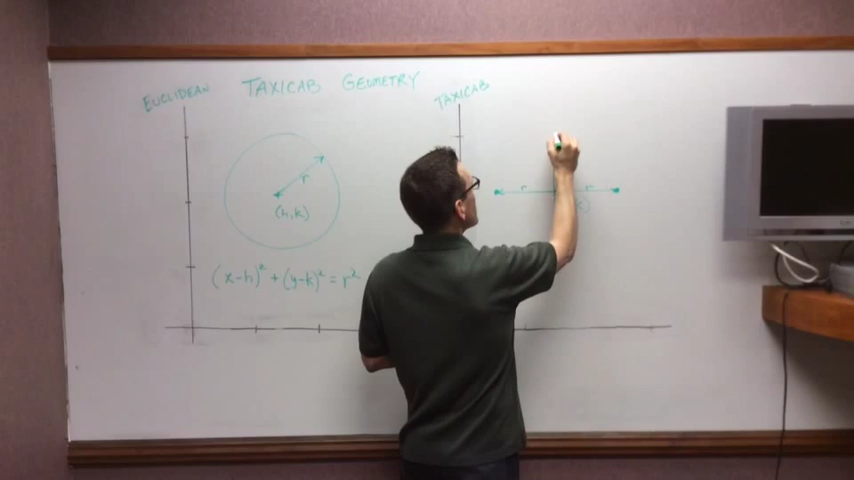 EUCLIDEAN TAXICAB GEOMETRY TAXICAB
r
(h,k)
(x-h)² + (y-k)² = r²
r r